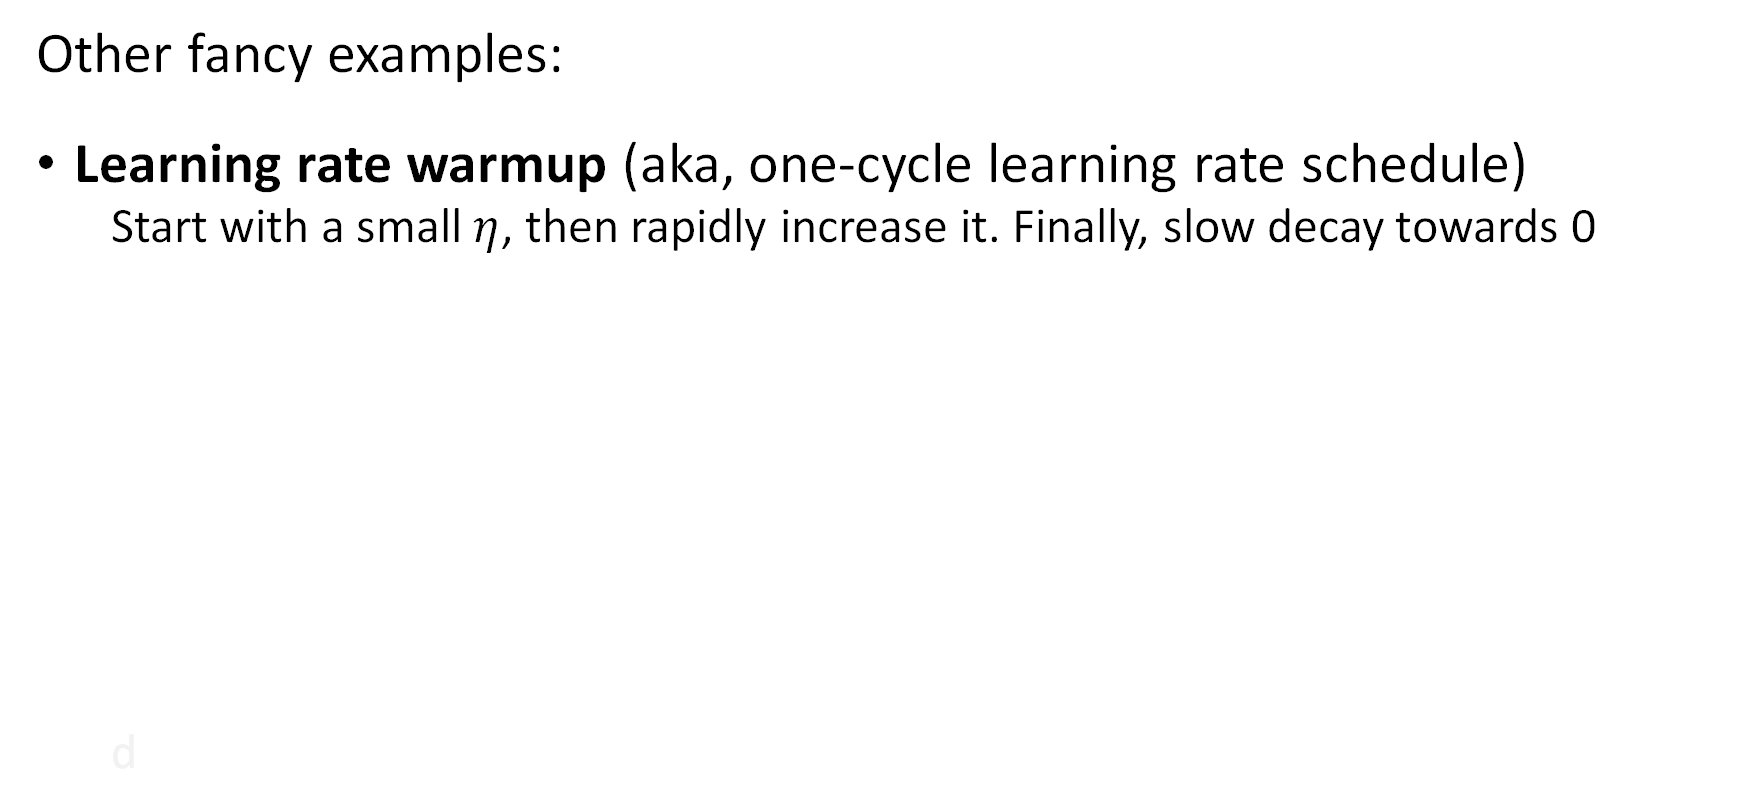 Other fancy examples:
• Learning rate warmup (aka, one-cycle learning rate schedule)
Start with a small η, then rapidly increase it. Finally, slow decay towards 0
d